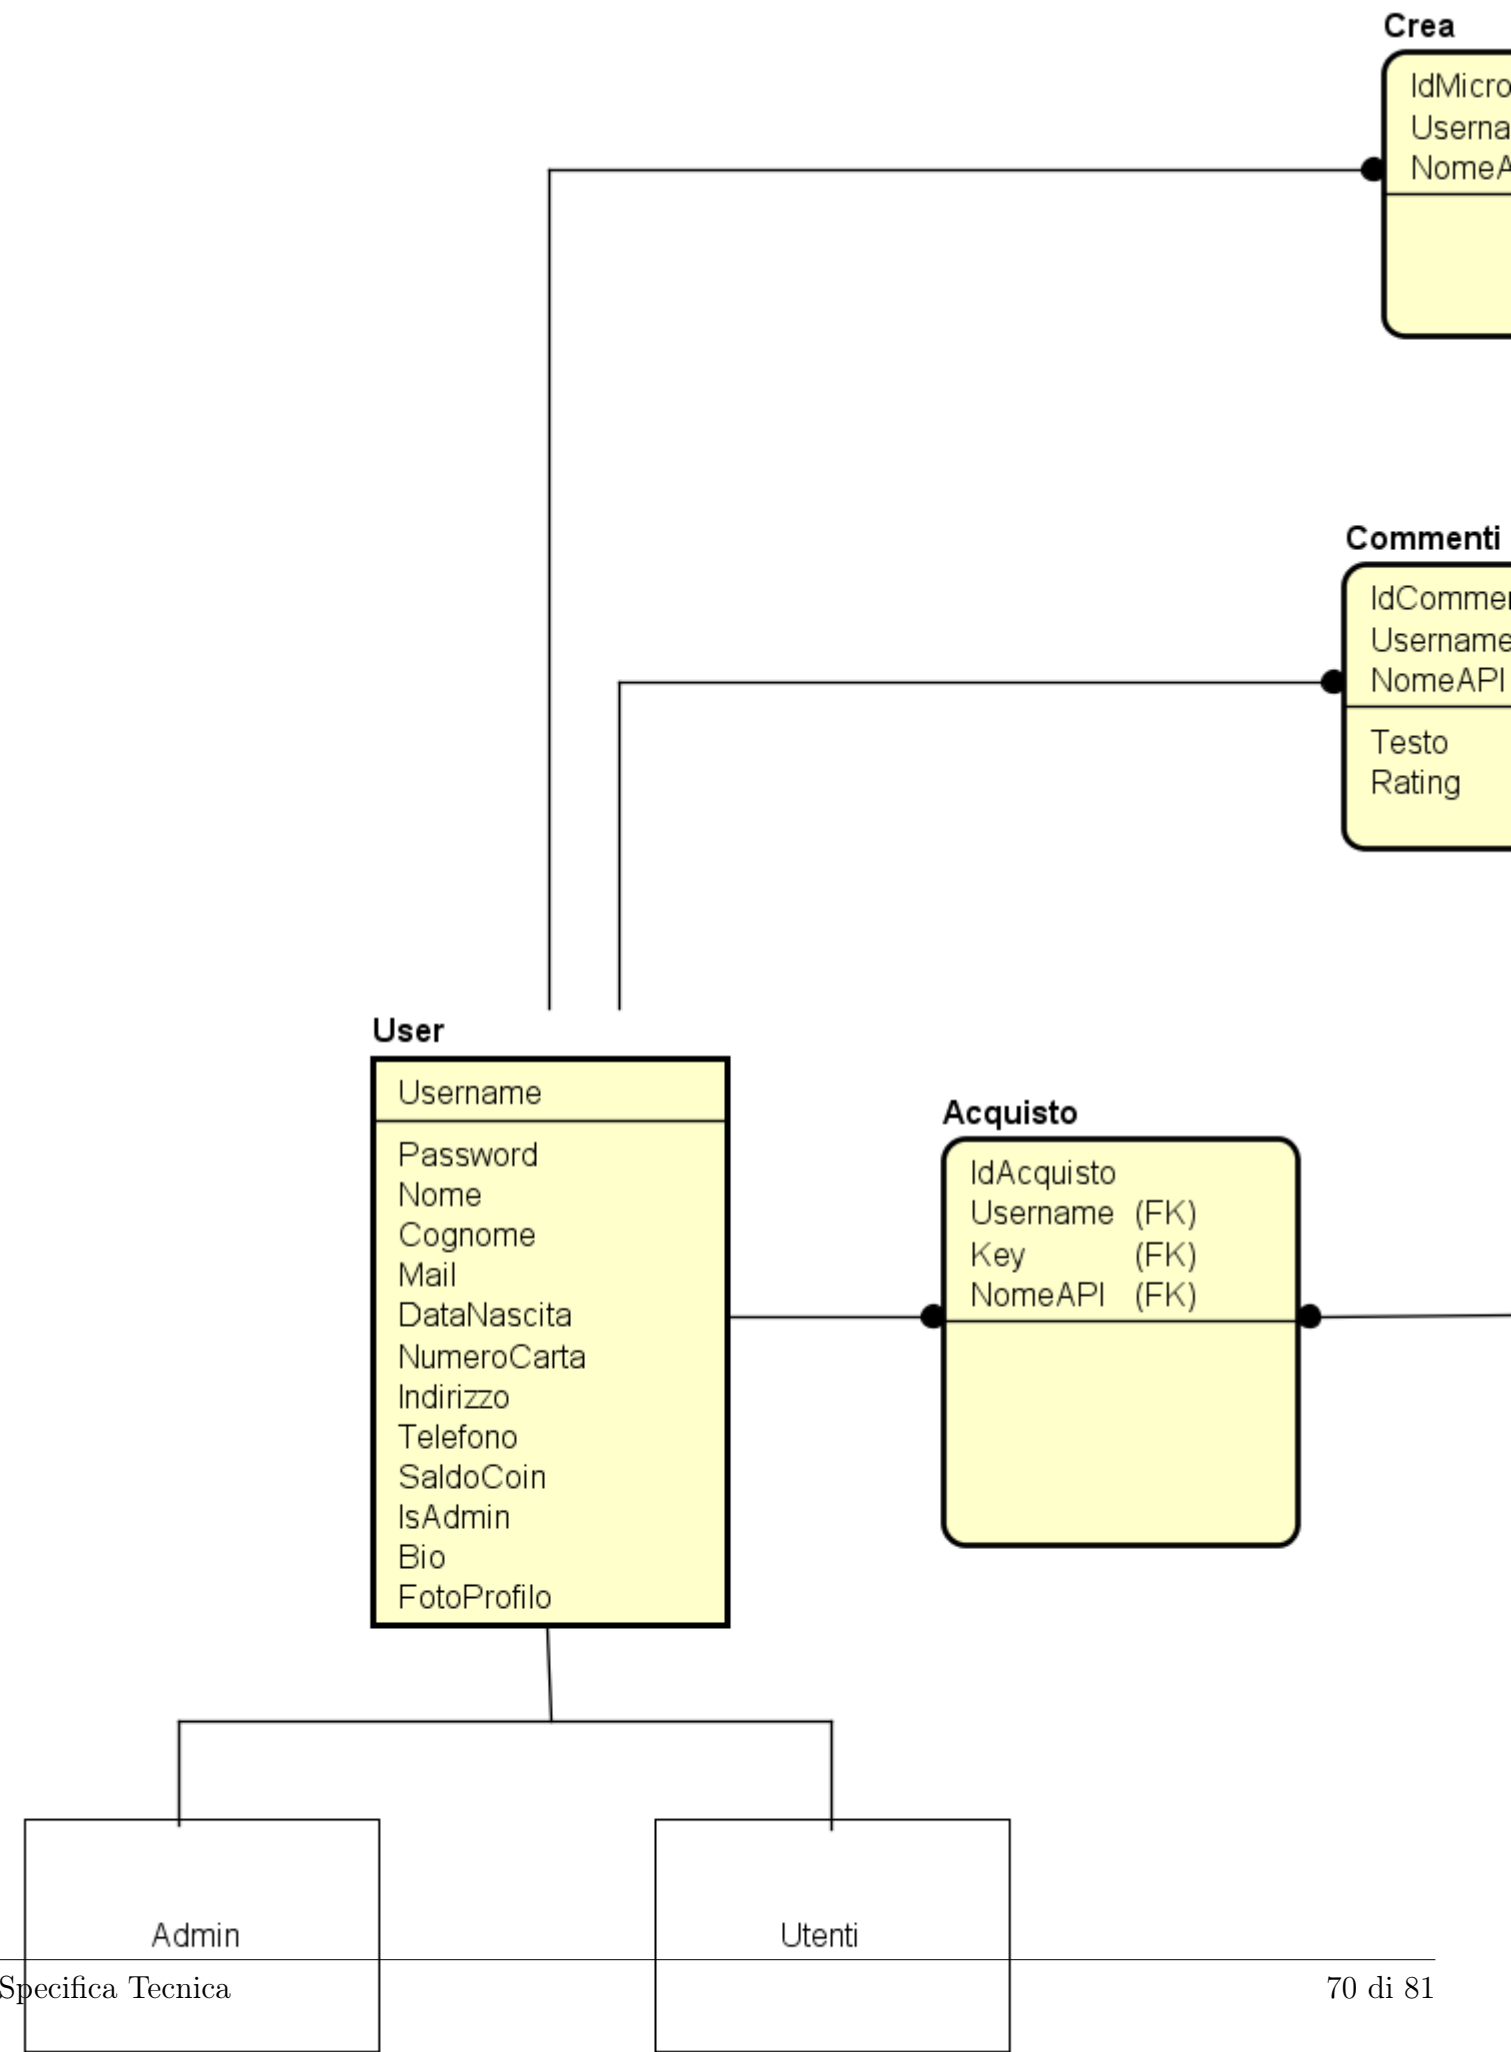 Crea
IdMicro
Userna
NomeA
Commenti
IdCommen
Username
NomeAPI
Testo
Rating
User
Username
Password
Nome
Cognome
Mail
DataNascita
NumeroCarta
Indirizzo
Telefono
SaldoCoin
IsAdmin
Bio
FotoProfilo
Acquisto
IdAcquisto
Username (FK)
Key (FK)
NomeAPI (FK)
Admin
Utenti
Specifica Tecnica
70 di 81